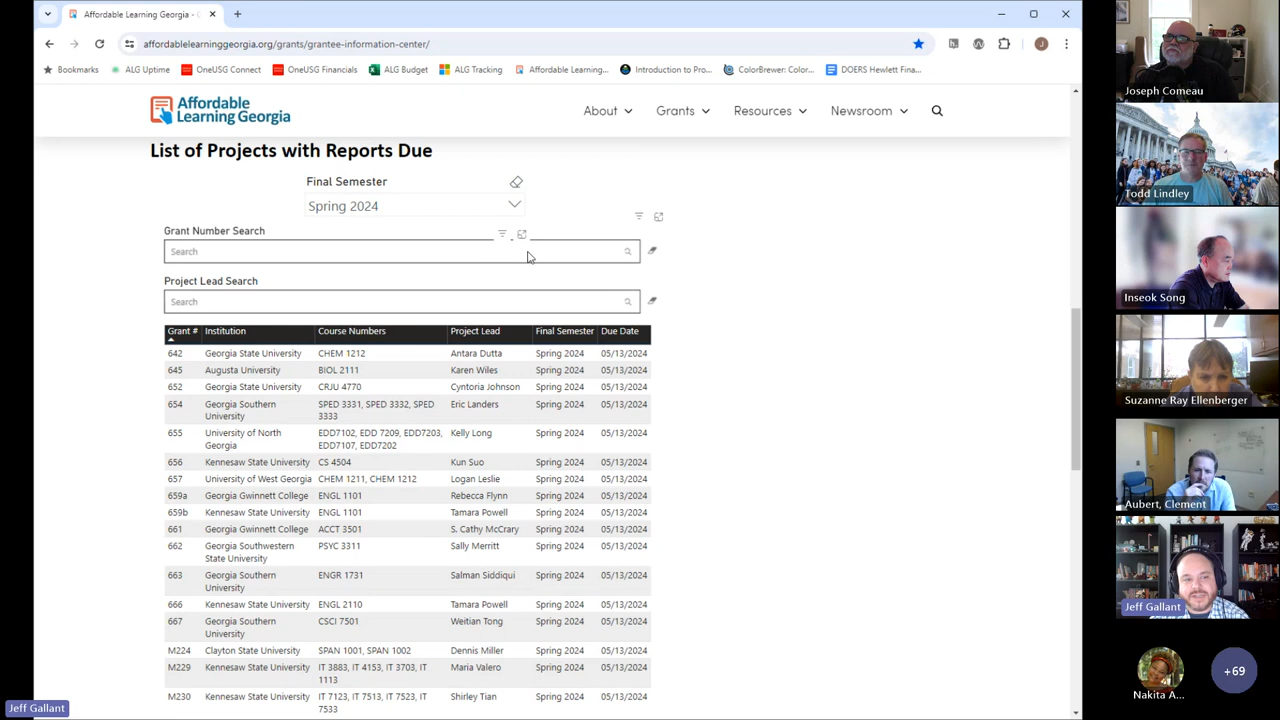 Affordable Learning Georgia - G
affordablelearninggeorgia.org/grants/grantee-information-center/
J
Bookmarks
ALG Uptime
OneUSG Connect
OneUSG Financials
ALG Budget
ALG Tracking
Affordable Learning...
Introduction to Pro...
ColorBrewer: Color...
DOERS Hewlett Fina...
Affordable
Learning Georgia
About
Grants
Resources
Newsroom
List of Projects with Reports Due
Final Semester
Spring 2024
Grant Number Search
Search
Project Lead Search
Search
Grant # Institution Course Numbers Project Lead Final Semester Due Date
642 Georgia State University CHEM 1212 Antara Dutta Spring 2024 05/13/2024
645 Augusta University BIOL 2111 Karen Wiles Spring 2024 05/13/2024
652 Georgia State University CRJU 4770 Cyntoria Johnson Spring 2024 05/13/2024
654 Georgia Southern SPED 3331, SPED 3332, SPED Eric Landers Spring 2024 05/13/2024
University 3333
655 University of North EDD7102, EDD 7209, EDD7203, Kelly Long Spring 2024 05/13/2024
Georgia EDD7107, EDD7202
656 Kennesaw State University CS 4504 Kun Suo Spring 2024 05/13/2024
657 University of West Georgia CHEM 1211, CHEM 1212 Logan Leslie Spring 2024 05/13/2024
659a Georgia Gwinnett College ENGL 1101 Rebecca Flynn Spring 2024 05/13/2024
659b Kennesaw State University ENGL 1101 Tamara Powell Spring 2024 05/13/2024
661 Georgia Gwinnett College ACCT 3501 S. Cathy McCrary Spring 2024 05/13/2024
662 Georgia Southwestern PSYC 3311 Sally Merritt Spring 2024 05/13/2024
State University
663 Georgia Southern ENGR 1731 Salman Siddiqui Spring 2024 05/13/2024
University
666 Kennesaw State University ENGL 2110 Tamara Powell Spring 2024 05/13/2024
667 Georgia Southern CSCI 7501 Weitian Tong Spring 2024 05/13/2024
University
M224 Clayton State University SPAN 1001, SPAN 1002 Dennis Miller Spring 2024 05/13/2024
M229 Kennesaw State University IT 3883, IT 4153, IT 3703, IT Maria Valero Spring 2024 05/13/2024
1113
M230 Kennesaw State University IT 7123, IT 7513, IT 7523, IT Shirley Tian Spring 2024 05/13/2024
7533
Jeff Gallant
Joseph Comeau
Todd Lindley
Inseok Song
Suzanne Ray Ellenberger
Aubert, Clement
Jeff Gallant
Nakita A...
+69